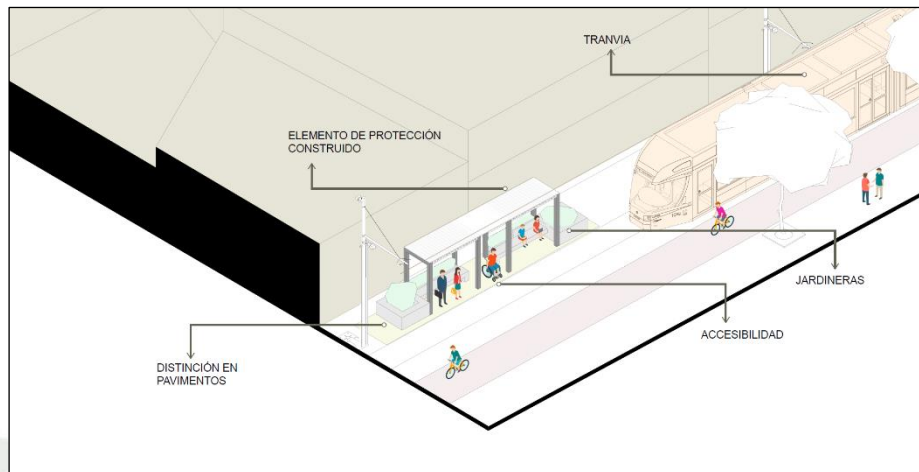 TRANVIA
ELEMENTO DE PROTECCIÓN
CONSTRUIDO
JARDINERAS
ACCESIBILIDAD
DISTINCIÓN EN
PAVIMENTOS